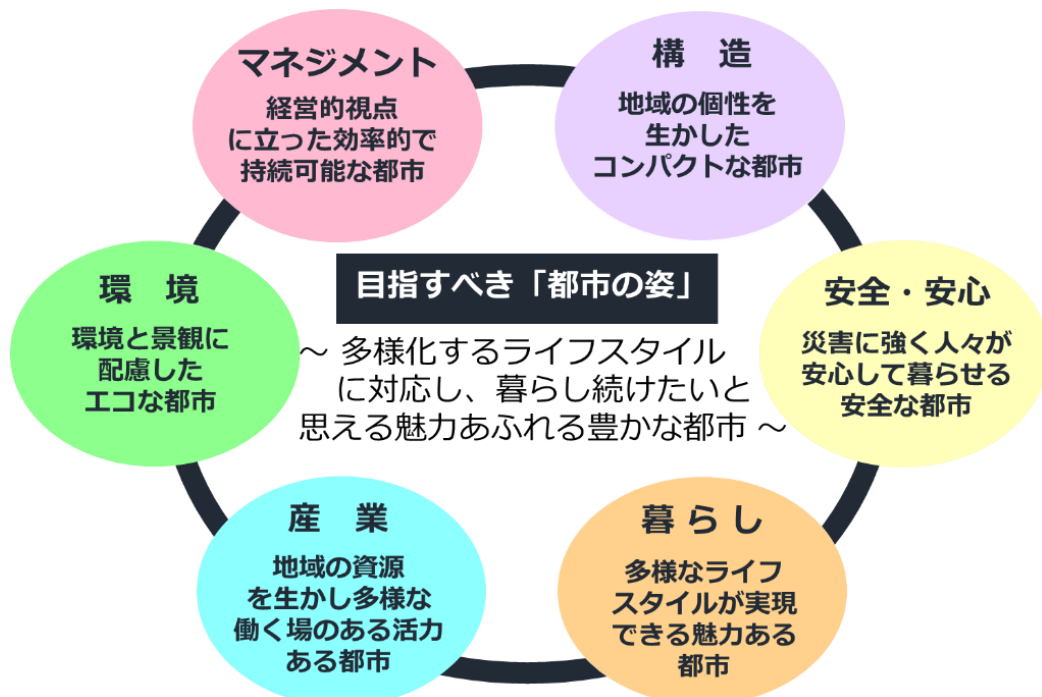 マネジメント
経営的視点
に立った効率的で
持続可能な都市
構　造
地域の個性を
生かした
コンパクトな都市
環　境
環境と景観に
配慮した
エコな都市
目指すべき「都市の姿」
～ 多様化するライフスタイル
に対応し、暮らし続けたいと
思える魅力あふれる豊かな都市 ～
安全・安心
災害に強く人々が
安心して暮らせる
安全な都市
産　業
地域の資源
を生かし多様な
働く場のある活力
ある都市
暮 ら し
多様なライフ
スタイルが実現
できる魅力ある
都市